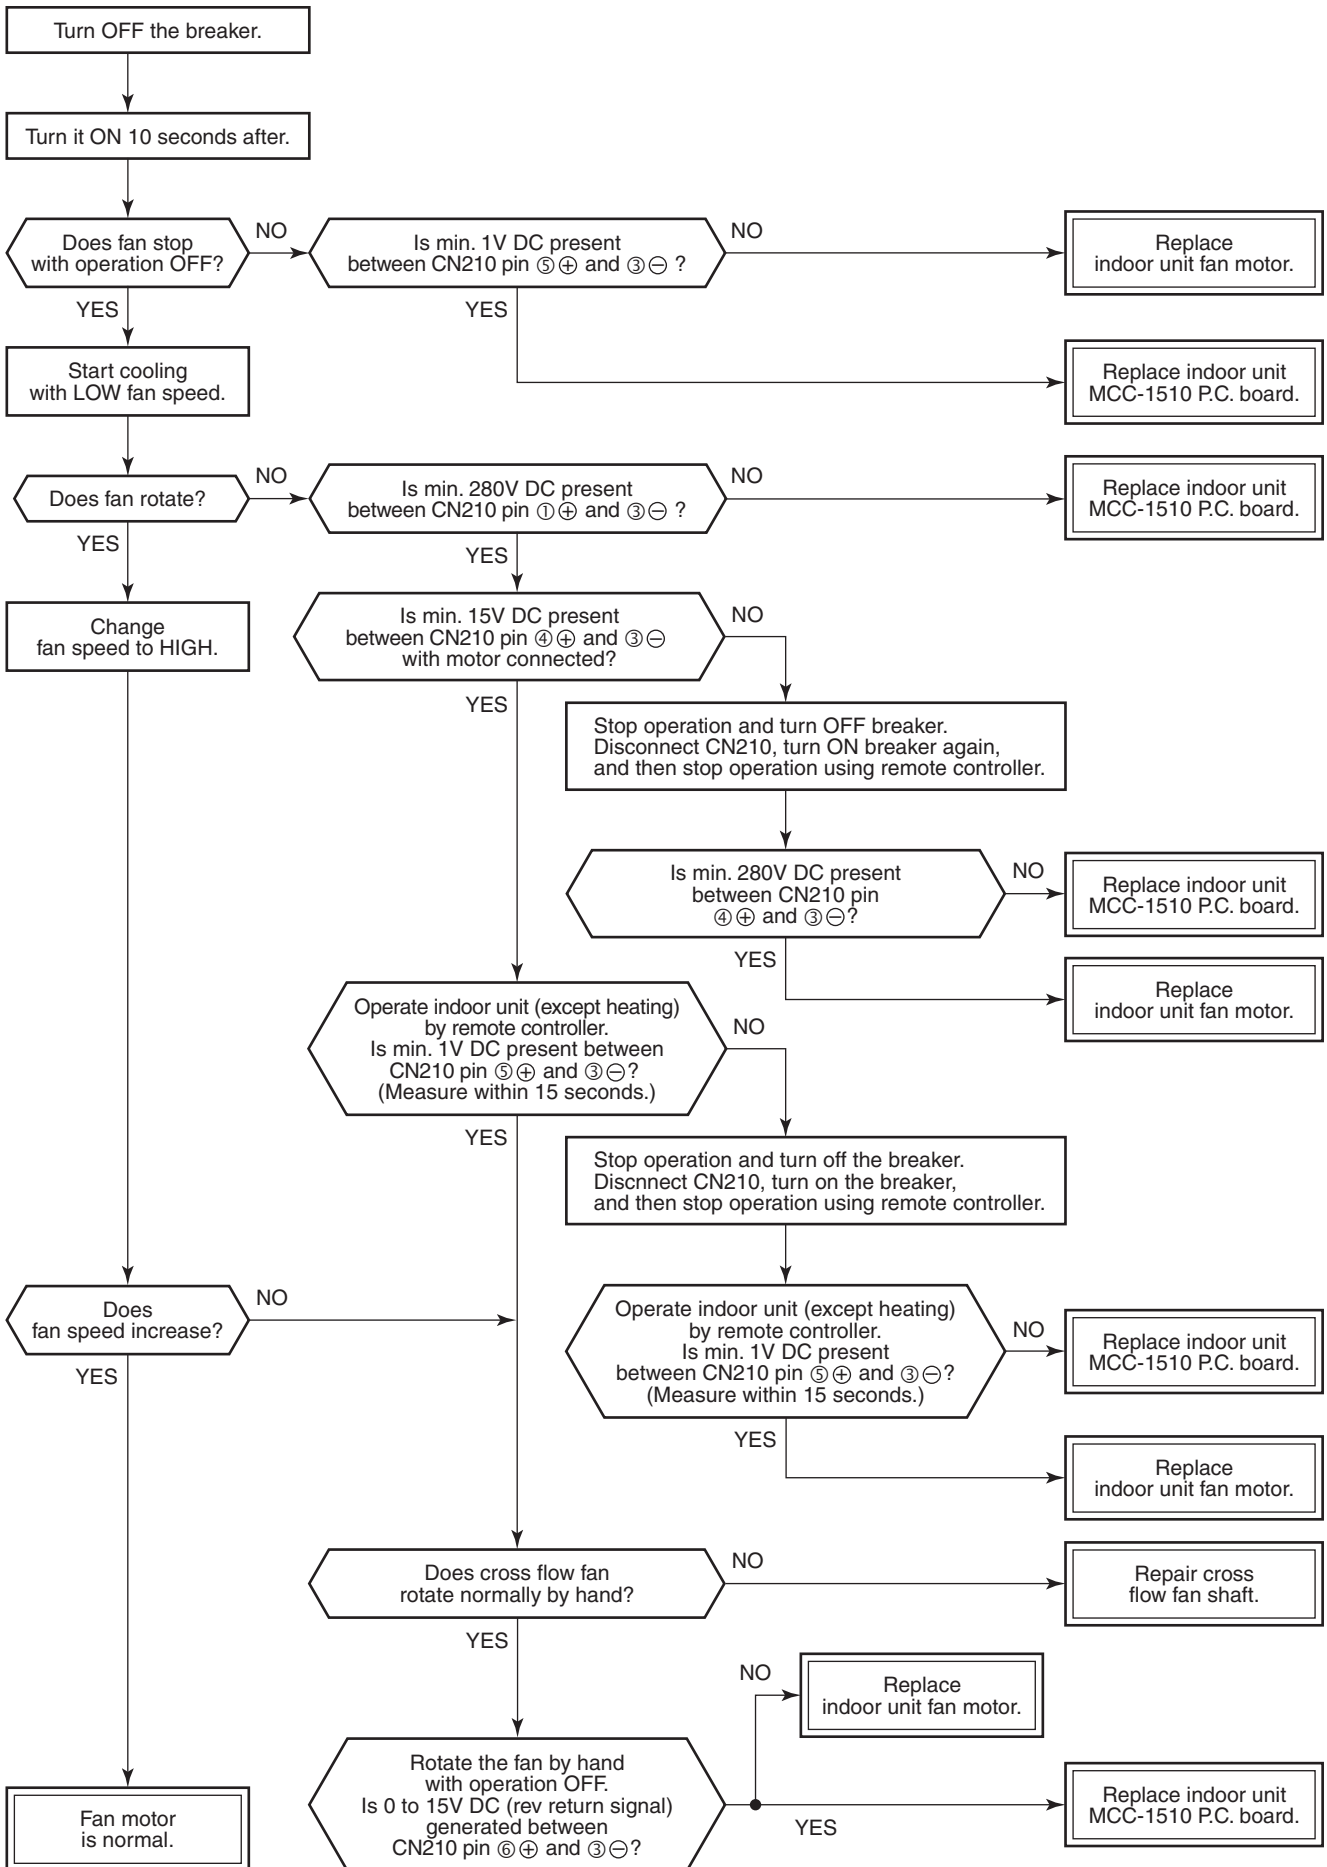 Turn OFF the breaker.
Turn it ON 10 seconds after.
Does fan stop
with operation OFF?
NO
YES
Is min. 1V DC present
between CN210 pin ⑤⊕ and ③⊖ ?
NO
YES
Replace
indoor unit fan motor.
Replace indoor unit
MCC-1510 P.C. board.
Start cooling
with LOW fan speed.
Does fan rotate?
NO
YES
Is min. 280V DC present
between CN210 pin ①⊕ and ③⊖ ?
NO
YES
Replace indoor unit
MCC-1510 P.C. board.
Change
fan speed to HIGH.
Is min. 15V DC present
between CN210 pin ④⊕ and ③⊖
with motor connected?
NO
YES
Stop operation and turn OFF breaker.
Disconnect CN210, turn ON breaker again,
and then stop operation using remote controller.
Is min. 280V DC present
between CN210 pin
④⊕ and ③⊖?
NO
YES
Replace indoor unit
MCC-1510 P.C. board.
Replace
indoor unit fan motor.
Operate indoor unit (except heating)
by remote controller.
Is min. 1V DC present between
CN210 pin ⑤⊕ and ③⊖?
(Measure within 15 seconds.)
NO
YES
Stop operation and turn off the breaker.
Discnnect CN210, turn on the breaker,
and then stop operation using remote controller.
Does
fan speed increase?
NO
YES
Operate indoor unit (except heating)
by remote controller.
Is min. 1V DC present
between CN210 pin ⑤⊕ and ③⊖?
(Measure within 15 seconds.)
NO
YES
Replace indoor unit
MCC-1510 P.C. board.
Replace
indoor unit fan motor.
Does cross flow fan
rotate normally by hand?
NO
YES
Repair cross
flow fan shaft.
Rotate the fan by hand
with operation OFF.
Is 0 to 15V DC (rev return signal)
generated between
CN210 pin ⑥⊕ and ③⊖?
NO
YES
Replace
indoor unit fan motor.
Replace indoor unit
MCC-1510 P.C. board.
Fan motor
is normal.